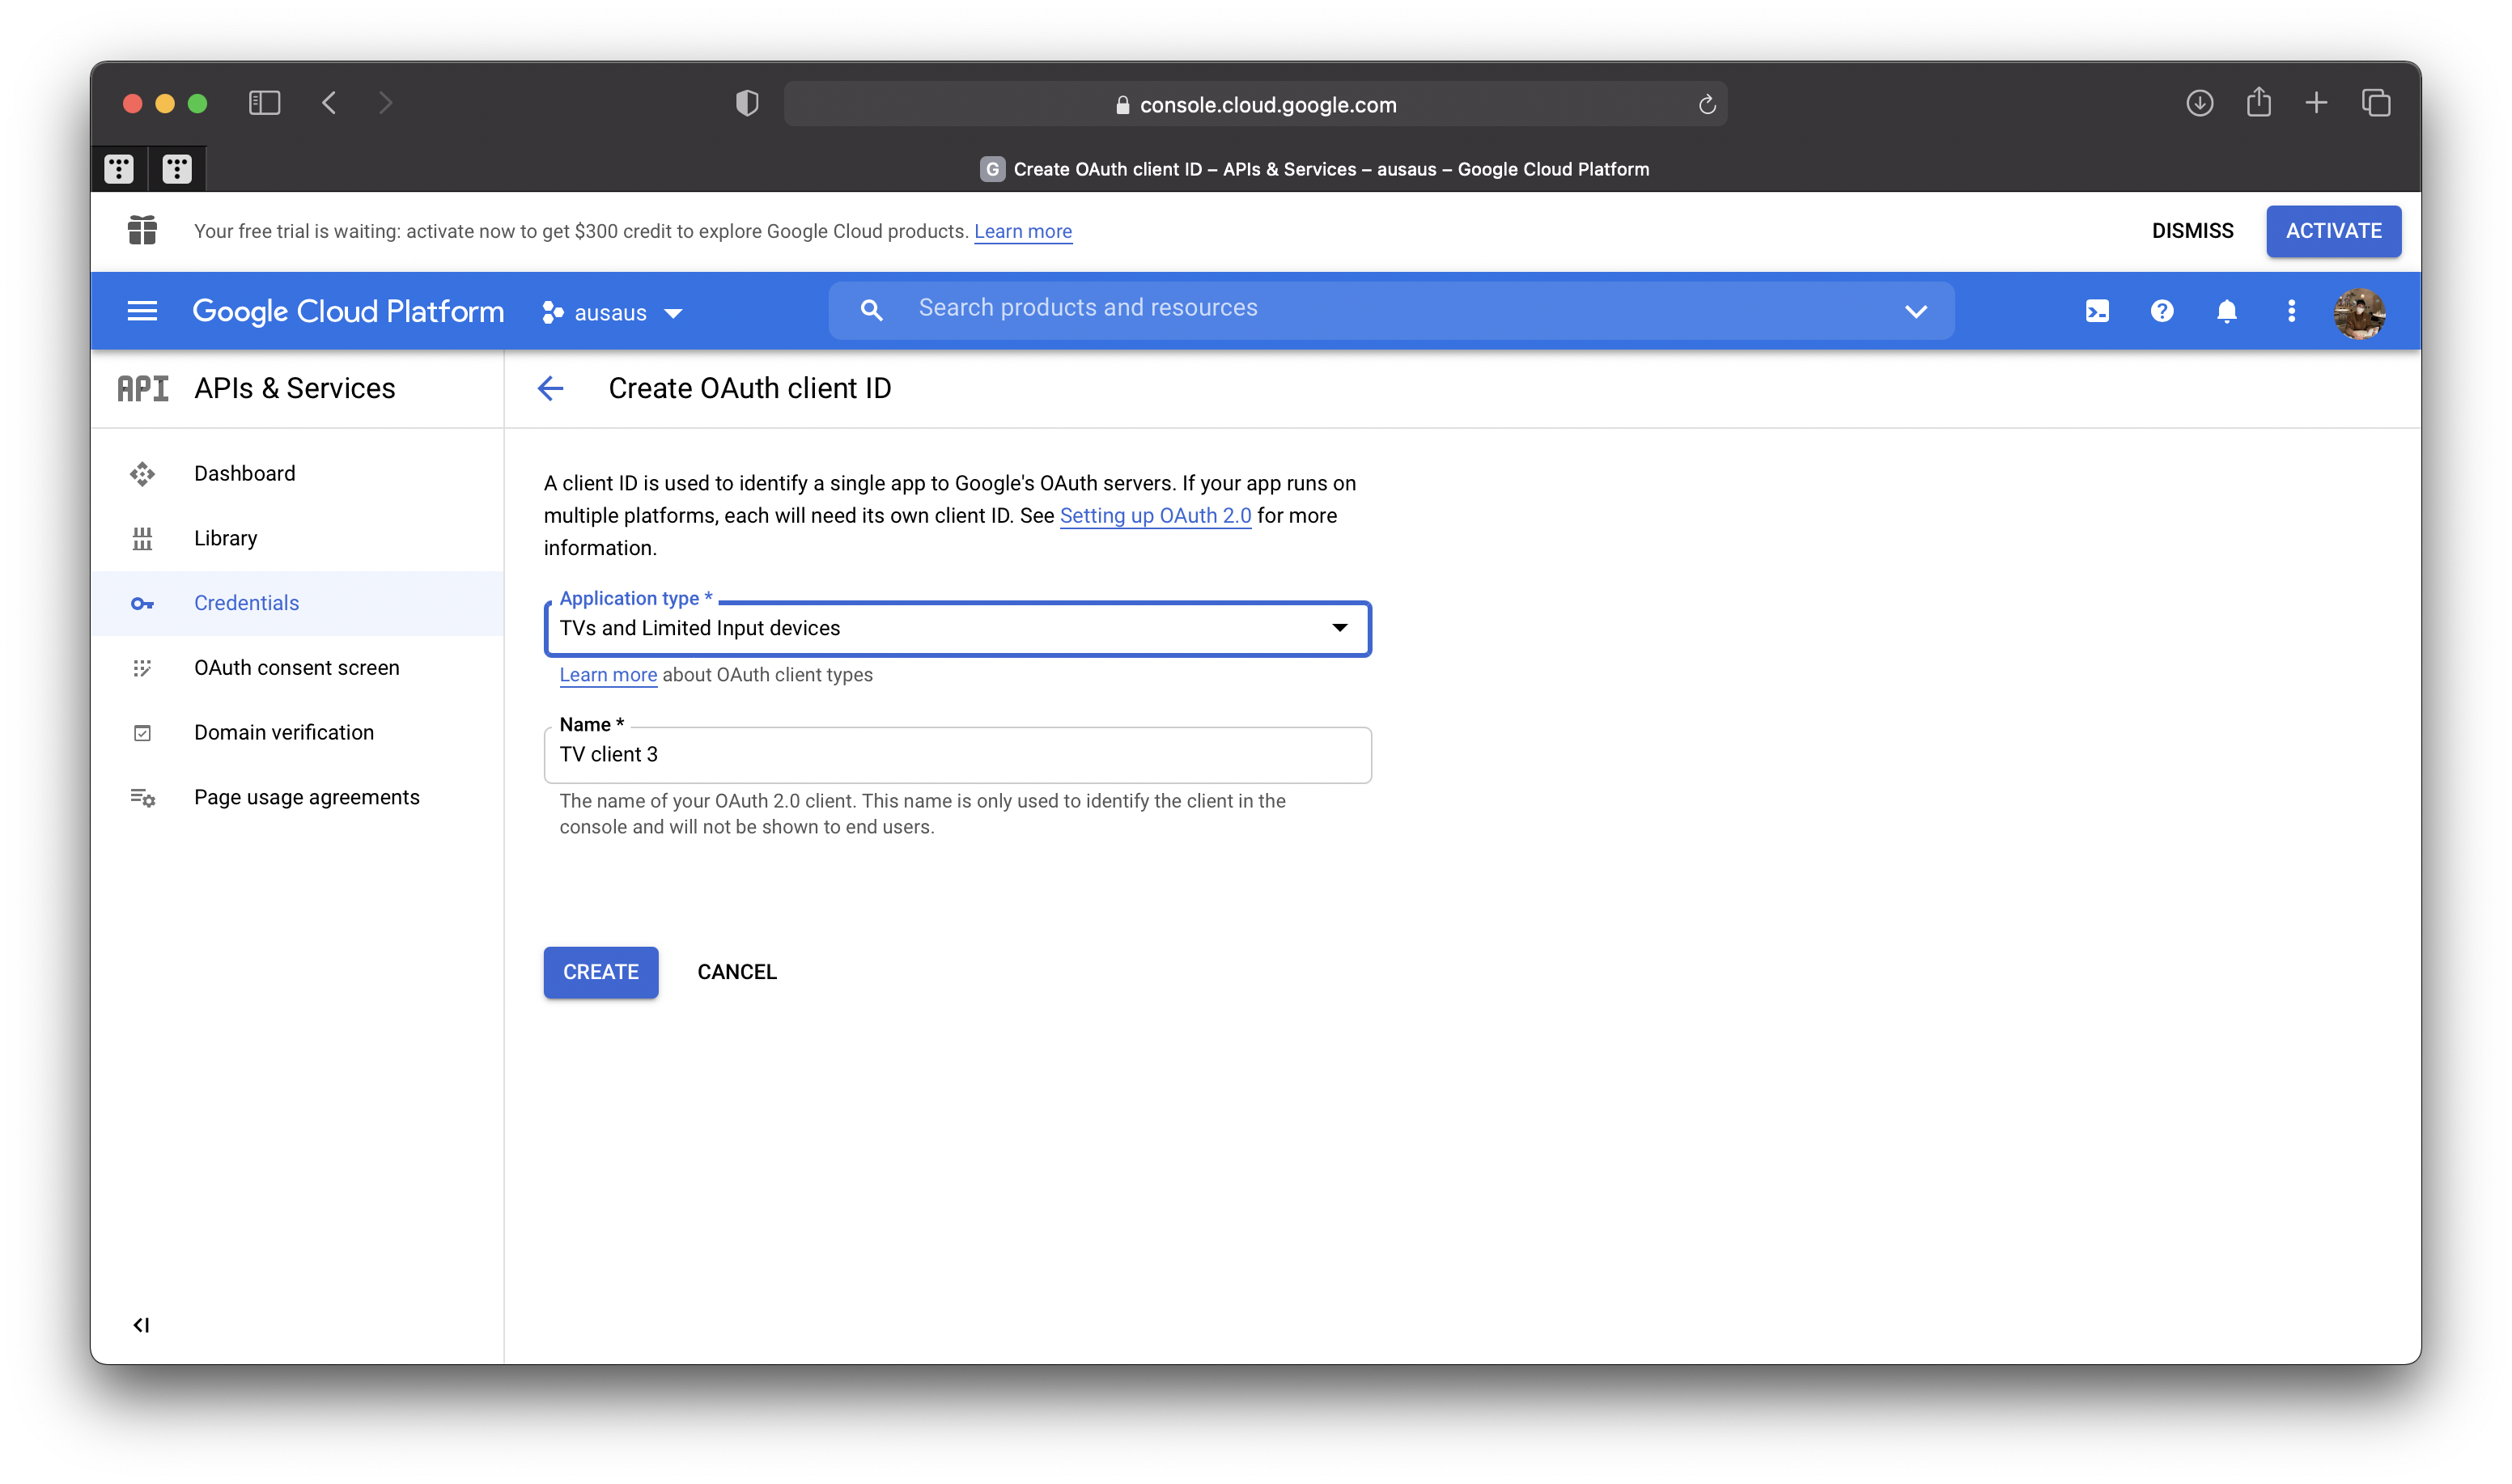 console.cloud.google.com
G Create OAuth client ID – APIs & Services – ausaus – Google Cloud Platform
Your free trial is waiting: activate now to get $300 credit to explore Google Cloud products. Learn more
DISMISS
ACTIVATE
Google Cloud Platform
ausaus
Search products and resources
API APIs & Services
Create OAuth client ID
Dashboard
Library
Credentials
OAuth consent screen
Domain verification
Page usage agreements
A client ID is used to identify a single app to Google's OAuth servers. If your app runs on
multiple platforms, each will need its own client ID. See Setting up OAuth 2.0 for more
information.
Application type *
TVs and Limited Input devices
Learn more about OAuth client types
Name *
TV client 3
The name of your OAuth 2.0 client. This name is only used to identify the client in the
console and will not be shown to end users.
CREATE
CANCEL